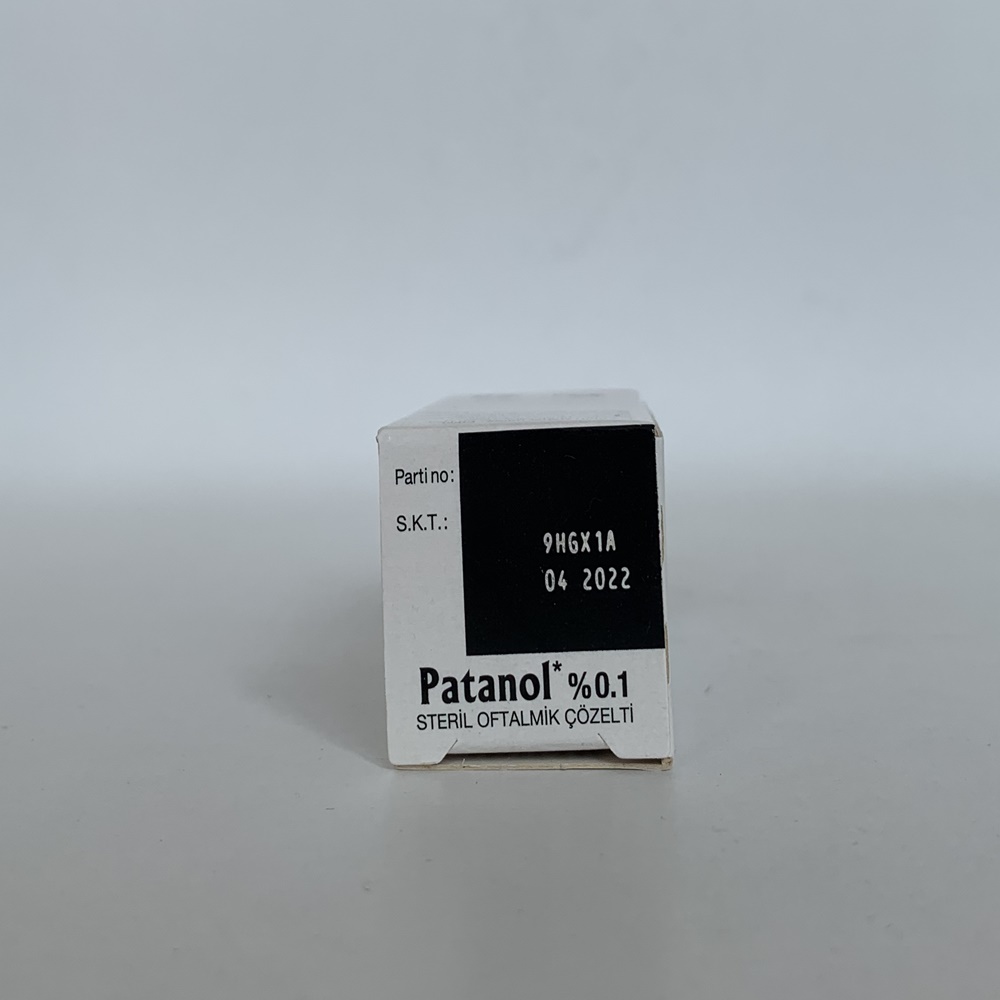 Parti no:
S.K.T.:
9HGX1A
04 2022
Patanol* %0.1
STERİL OFTALMİK ÇÖZELTİ